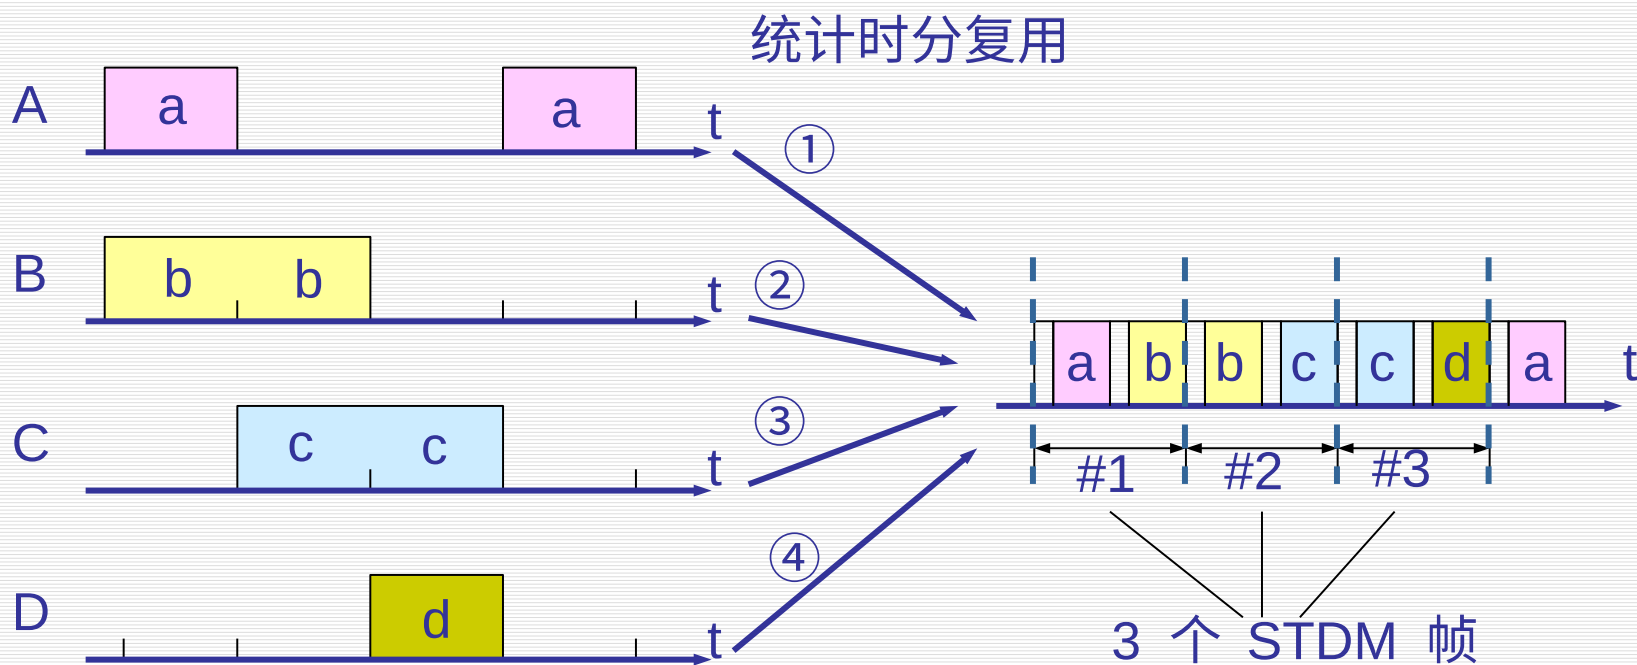 统计时分复用
A a a t
①
B b b t
②
a b b c c d a t
③
C c c t
#1 #2 #3
④
D d t
3 个 STDM 帧